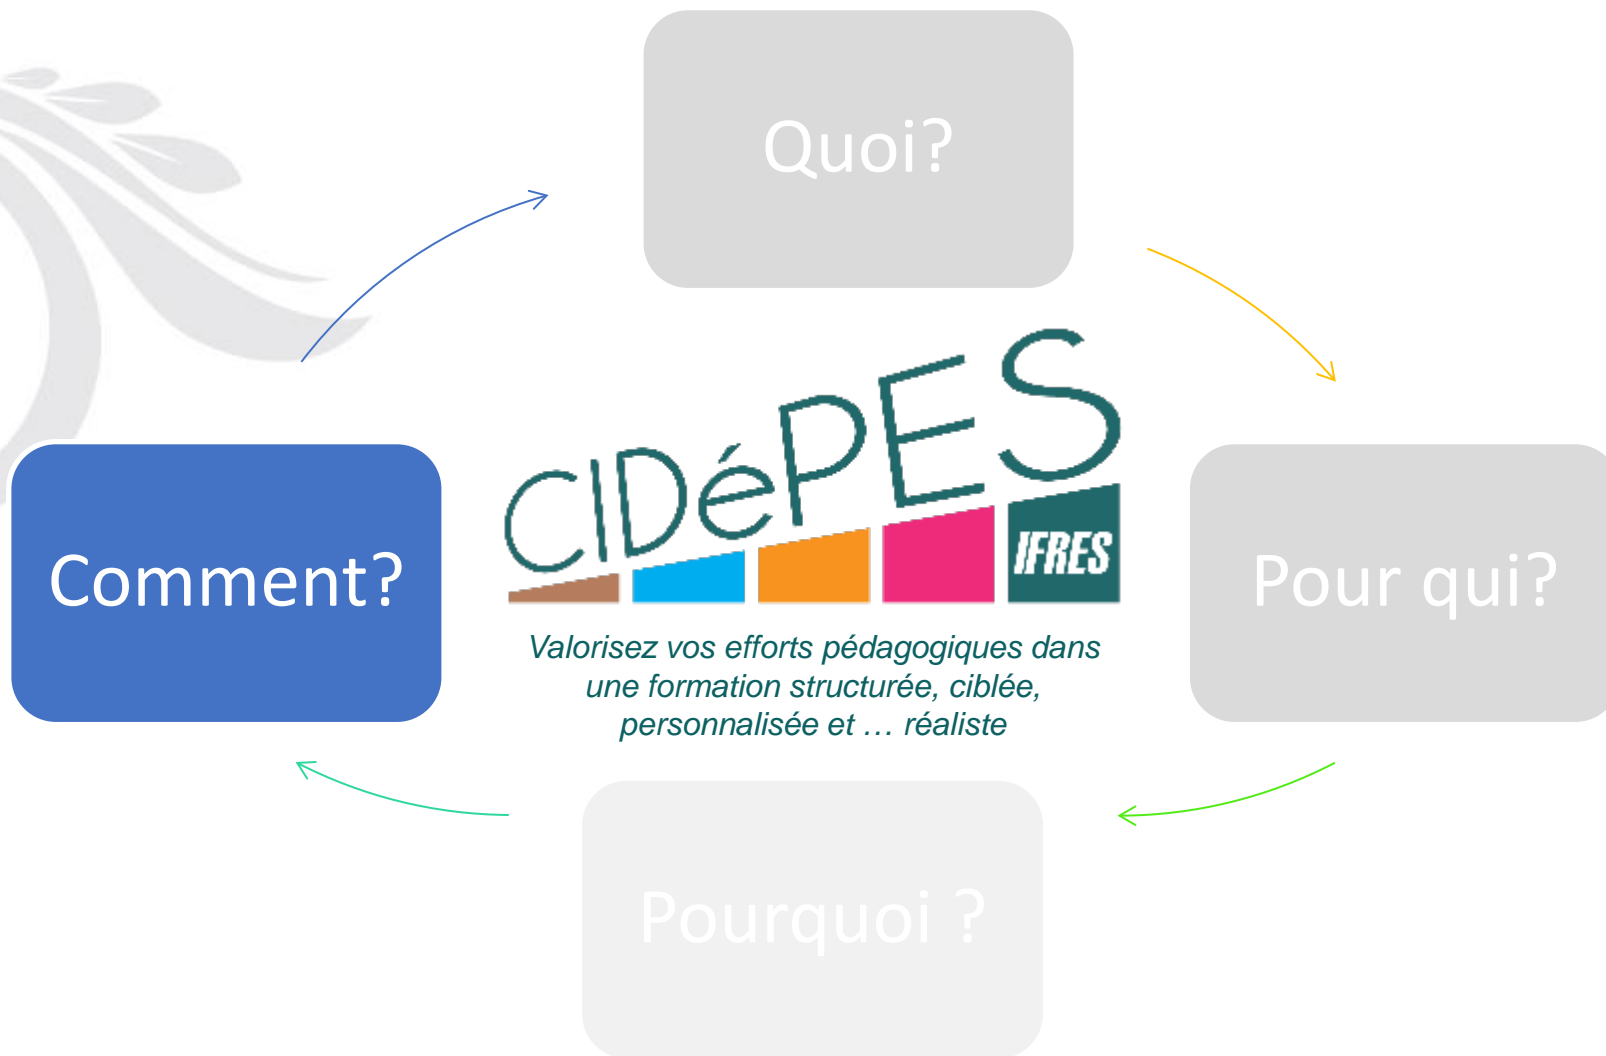 Quoi?
CIDéPES
IFRES
Comment?
Pour qui?
Valorisez vos efforts pédagogiques dans
une formation structurée, ciblée,
personnalisée et … réaliste
Pourquoi ?